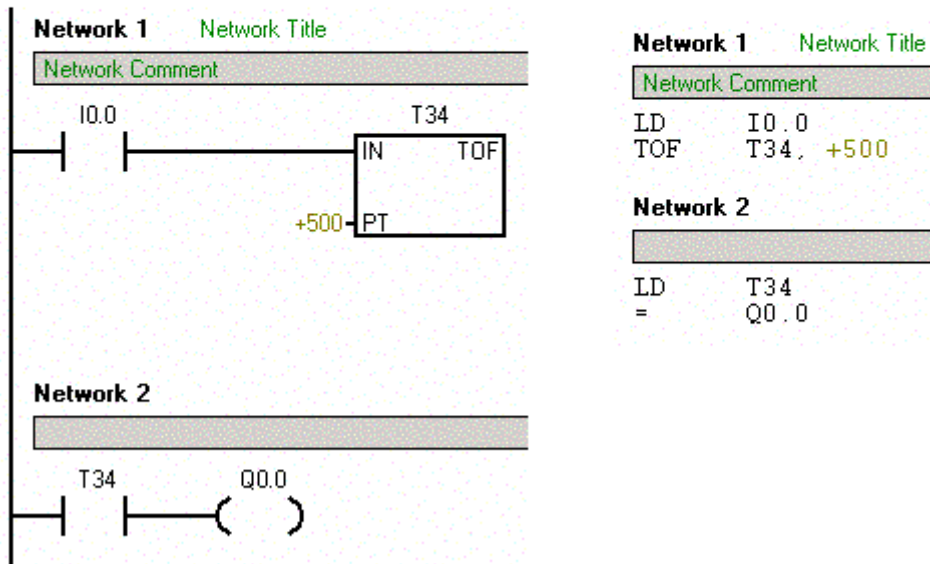 Network 1 Network Title
Network Comment
I0.0 T34
IN TOF
+500 PT
Network 2
T34 Q0.0
Network 1 Network Title
Network Comment
LD I0.0
TOF T34, +500
Network 2
LD T34
= Q0.0